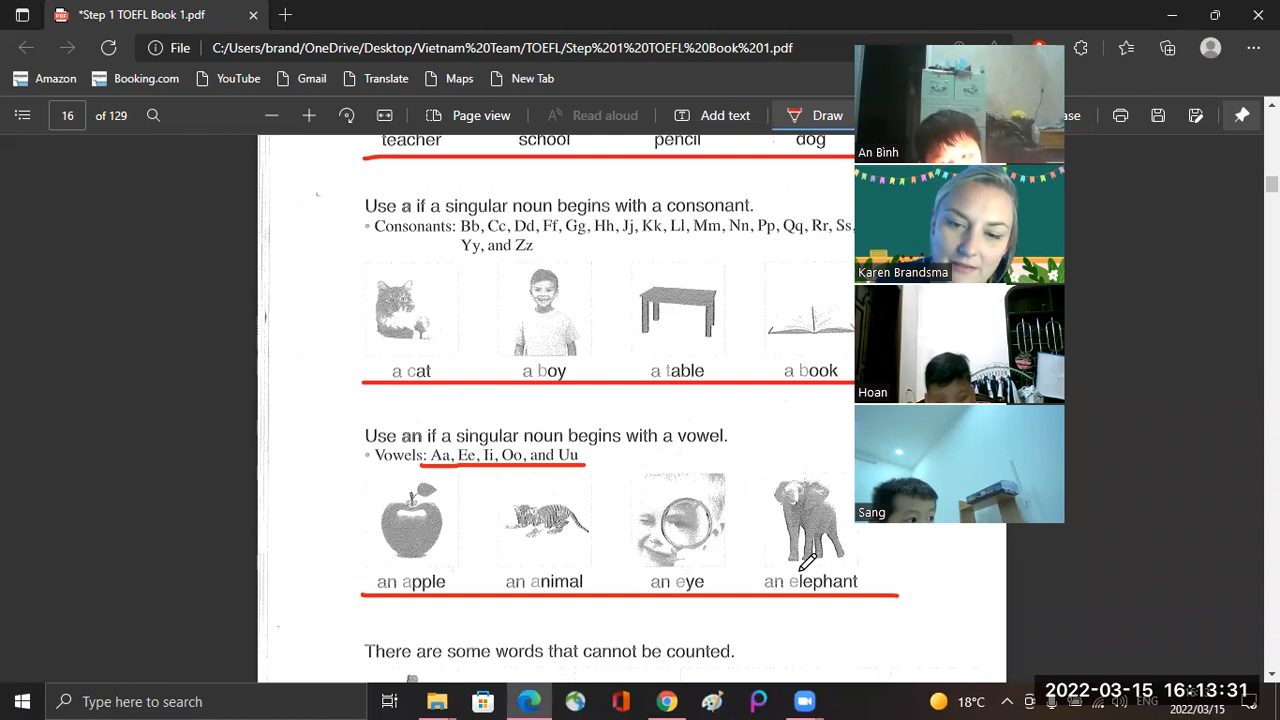 *Step 1 TOEFL Book 1.pdf
File C:/Users/brand/OneDrive/Desktop/Vietnam%20Team/TOEFL/Step%201%20TOEFL%20Book%201.pdf
Amazon Booking.com YouTube Gmail Translate Maps New Tab
16 of 129 Page view Read aloud Add text Draw ase
teacher school pencil dog
Use a if a singular noun begins with a consonant.
• Consonants: Bb, Cc, Dd, Ff, Gg, Hh, Jj, Kk, Ll, Mm, Nn, Pp, Qq, Rr, Ss,
Yy, and Zz
a cat a boy a table a book
Use an if a singular noun begins with a vowel.
• Vowels: Aa, Ee, Ii, Oo, and Uu
an apple an animal an eye an elephant
There are some words that cannot be counted.
An Bình
Karen Brandsma
Hoan
Sang
Type here to search 18°C ENG
2022-03-15 16:13:31
2022/03/15